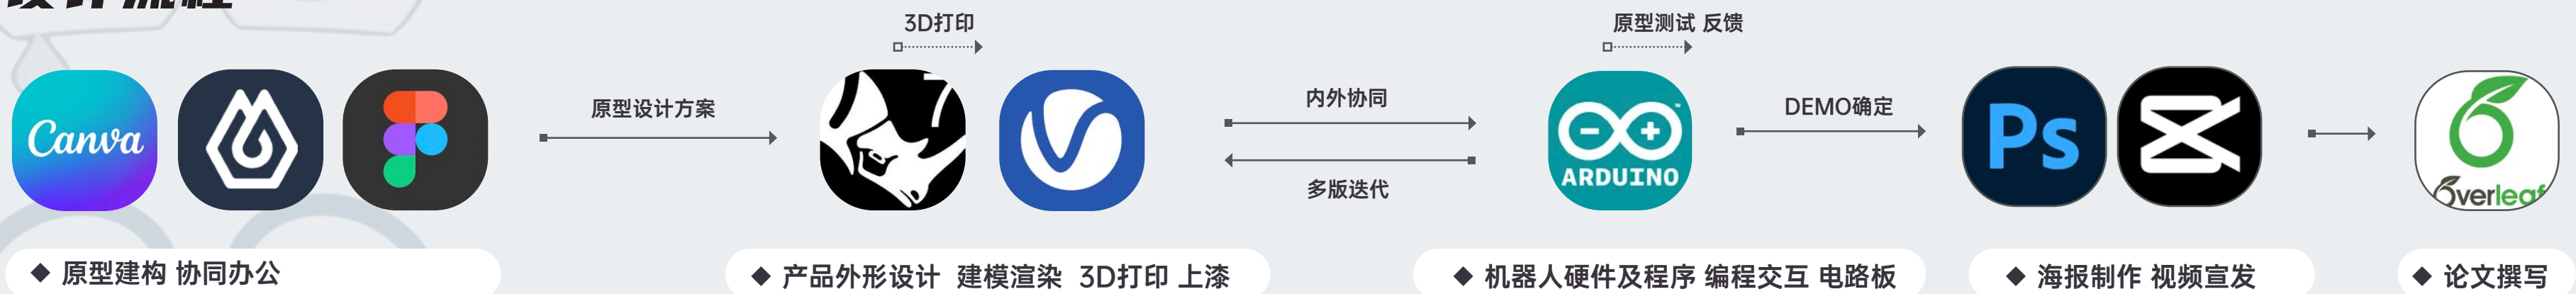 3D打印
原型测试 反馈
Canva
原型设计方案
内外协同
多版迭代
ARDUINO
DEMO确定
Ps
Overleaf
◆ 原型建构 协同办公
◆ 产品外形设计 建模渲染 3D打印 上漆
◆ 机器人硬件及程序 编程交互 电路板
◆ 海报制作 视频宣发
◆ 论文撰写